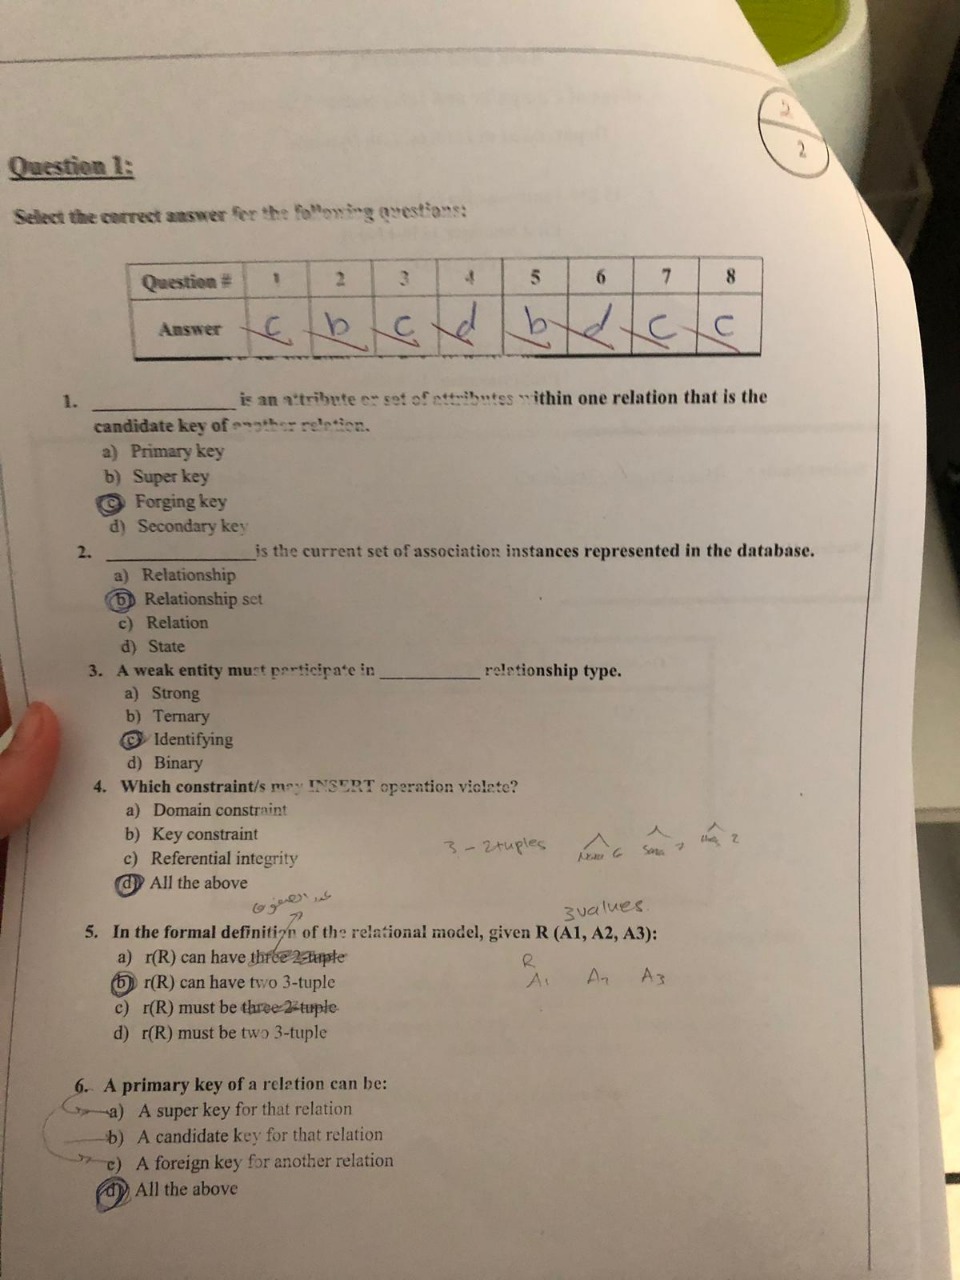 2
2
Question 1:
Select the correct answer for the following questions:
Question # 1 2 3 4 5 6 7 8
Answer c b c d b d c c
1. __________ is an attribute or set of attributes within one relation that is the
candidate key of another relation.
a) Primary key
b) Super key
c) Forging key
d) Secondary key
2. __________ is the current set of association instances represented in the database.
a) Relationship
b) Relationship set
c) Relation
d) State
3. A weak entity must participate in __________ relationship type.
a) Strong
b) Ternary
c) Identifying
d) Binary
4. Which constraint/s may INSERT operation violate?
a) Domain constraint
b) Key constraint
c) Referential integrity
3 - 2tuples
d) All the above
3values.
5. In the formal definition of the relational model, given R (A1, A2, A3):
a) r(R) can have three 2-tuple
R
b) r(R) can have two 3-tuple
A1 A2 A3
c) r(R) must be three 2-tuple
d) r(R) must be two 3-tuple
6. A primary key of a relation can be:
a) A super key for that relation
b) A candidate key for that relation
c) A foreign key for another relation
d) All the above